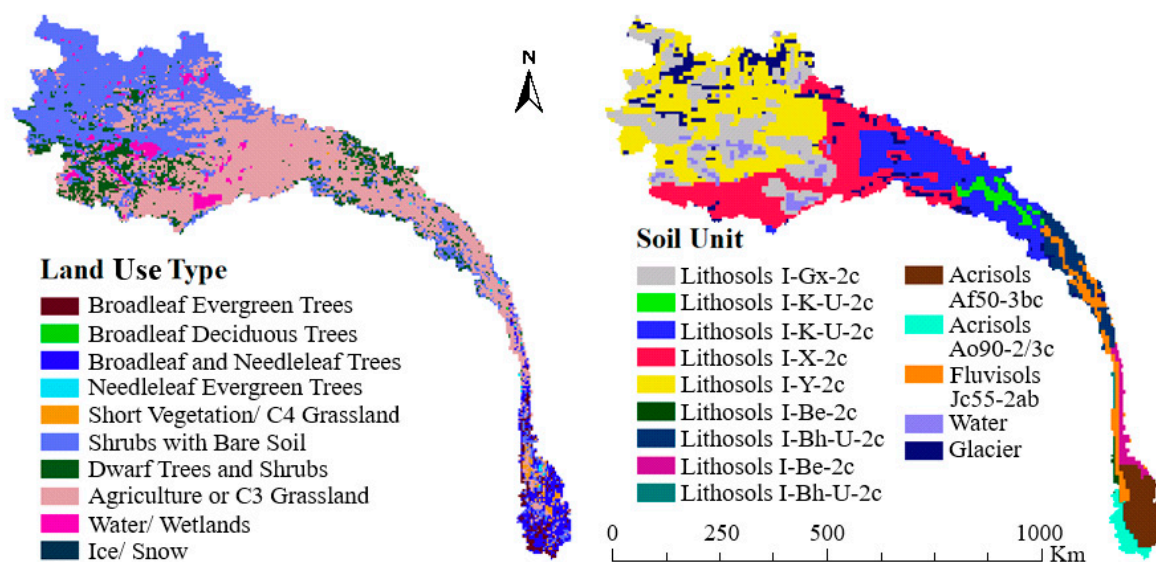 N
Land Use Type
Broadleaf Evergreen Trees
Broadleaf Deciduous Trees
Broadleaf and Needleleaf Trees
Needleleaf Evergreen Trees
Short Vegetation/ C4 Grassland
Shrubs with Bare Soil
Dwarf Trees and Shrubs
Agriculture or C3 Grassland
Water/ Wetlands
Ice/ Snow
Soil Unit
Lithosols I-Gx-2c
Lithosols I-K-U-2c
Lithosols I-K-U-2c
Lithosols I-X-2c
Lithosols I-Y-2c
Lithosols I-Be-2c
Lithosols I-Bh-U-2c
Lithosols I-Be-2c
Lithosols I-Bh-U-2c
Acrisols
Af50-3bc
Acrisols
Ao90-2/3c
Fluvisols
Jc55-2ab
Water
Glacier
0 250 500 1000
Km